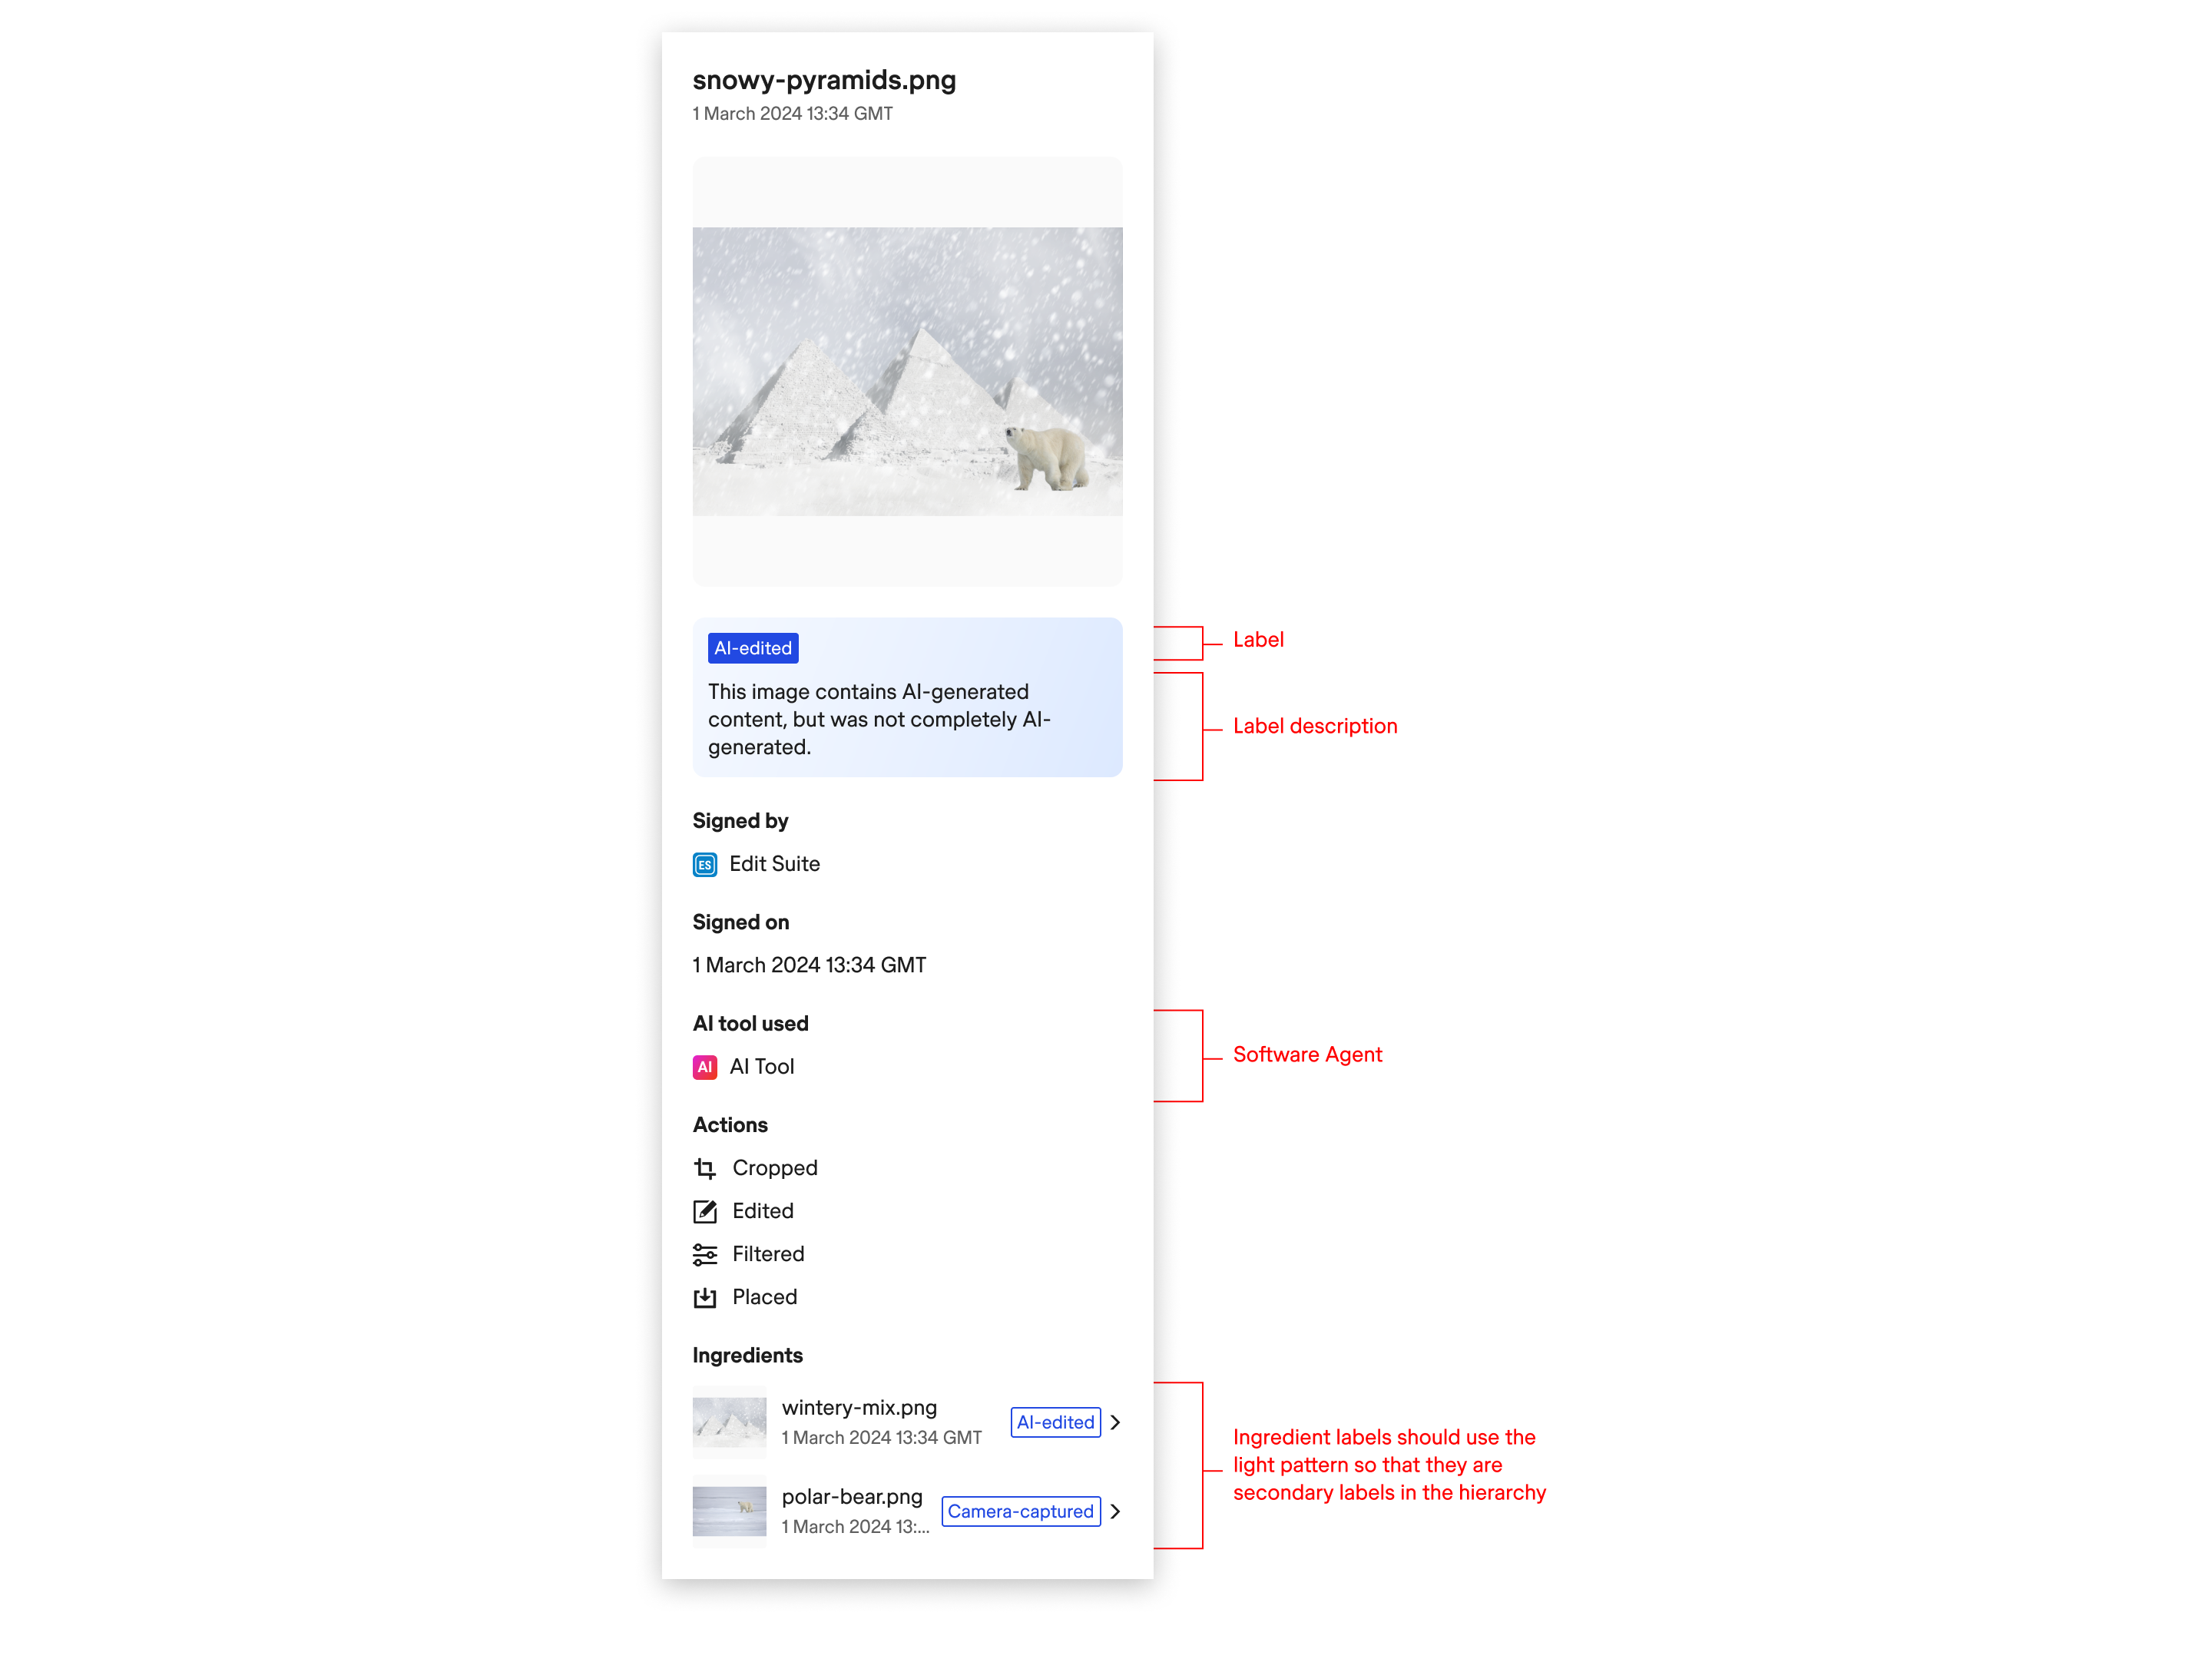 snowy-pyramids.png
1 March 2024 13:34 GMT
AI-edited
This image contains AI-generated
content, but was not completely AI-
generated.
Label
Label description
Signed by
ES
Edit Suite
Signed on
1 March 2024 13:34 GMT
AI tool used
AI
AI Tool
Software Agent
Actions
Cropped
Edited
Filtered
Placed
Ingredients
wintery-mix.png
1 March 2024 13:34 GMT
AI-edited
polar-bear.png
1 March 2024 13:...
Camera-captured
Ingredient labels should use the
light pattern so that they are
secondary labels in the hierarchy